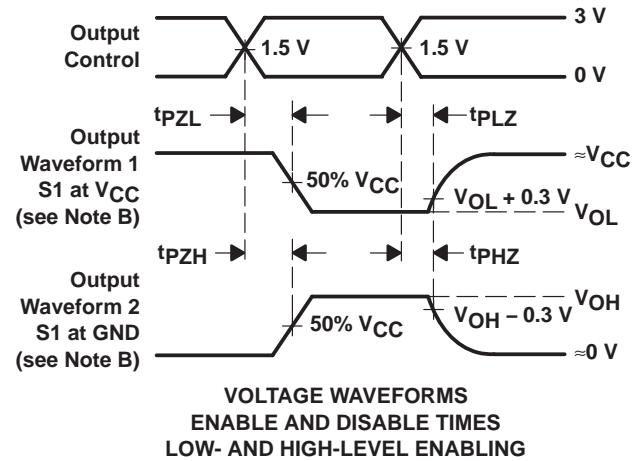 Output
Control
1.5 V
1.5 V
3 V
0 V
tPZL
tPLZ
Output
Waveform 1
S1 at VCC
(see Note B)
50% VCC
VOL + 0.3 V
≈VCC
VOL
tPZH
tPHZ
Output
Waveform 2
S1 at GND
(see Note B)
50% VCC
VOH – 0.3 V
VOH
≈0 V
VOLTAGE WAVEFORMS
ENABLE AND DISABLE TIMES
LOW- AND HIGH-LEVEL ENABLING